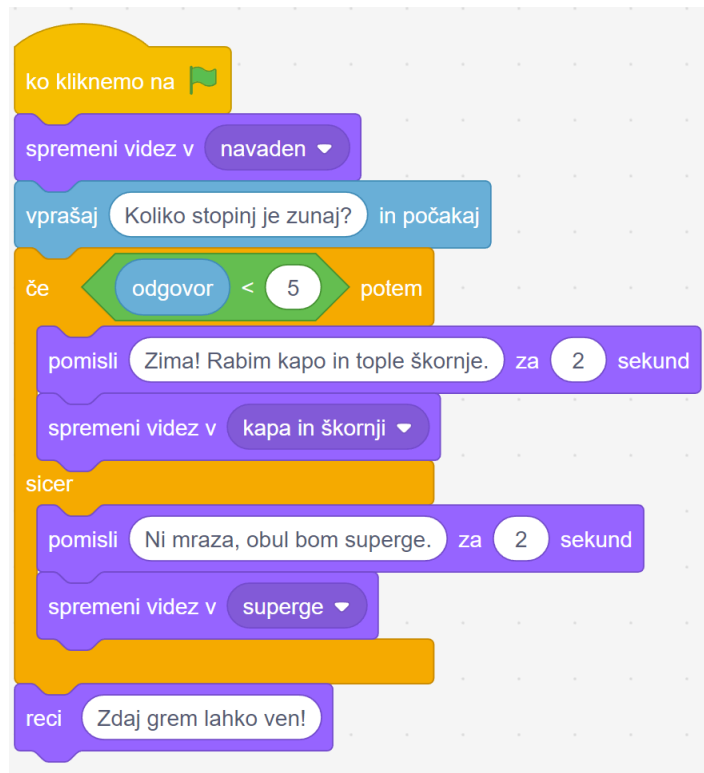 ko kliknemo na
spremeni videz v navaden
vprašaj Koliko stopinj je zunaj? in počakaj
če odgovor < 5 potem
pomisli Zima! Rabim kapo in tople škornje. za 2 sekund
spremeni videz v kapa in škornji
sicer
pomisli Ni mraza, obul bom superge. za 2 sekund
spremeni videz v superge
reci Zdaj grem lahko ven!